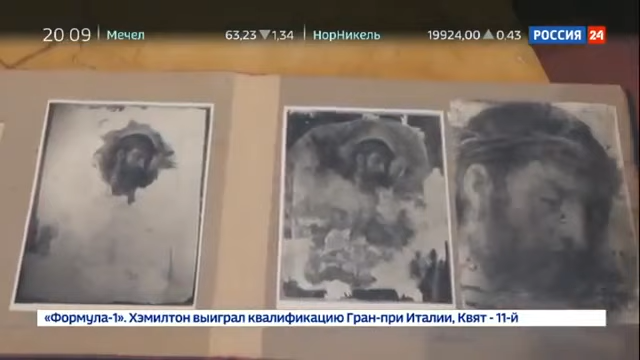 20 09 Мечел 63,23 ▼ 1,34 НорНикель 19924,00 ▲ 0,43 РОССИЯ 24
«Формула-1». Хэмилтон выиграл квалификацию Гран-при Италии, Квят - 11-й